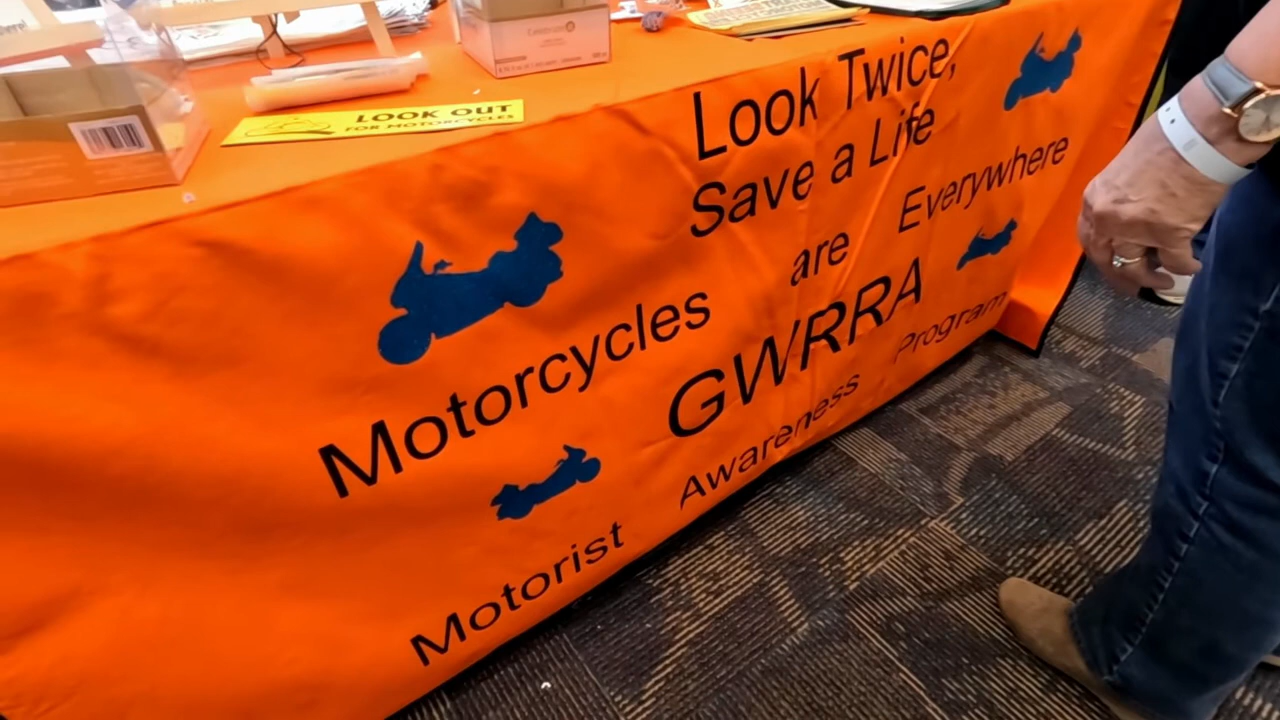 LOOK OUT
FOR MOTORCYCLES
Look Twice,
Save a Life
Motorcycles are Everywhere
GWRRA
Motorist Awareness Program